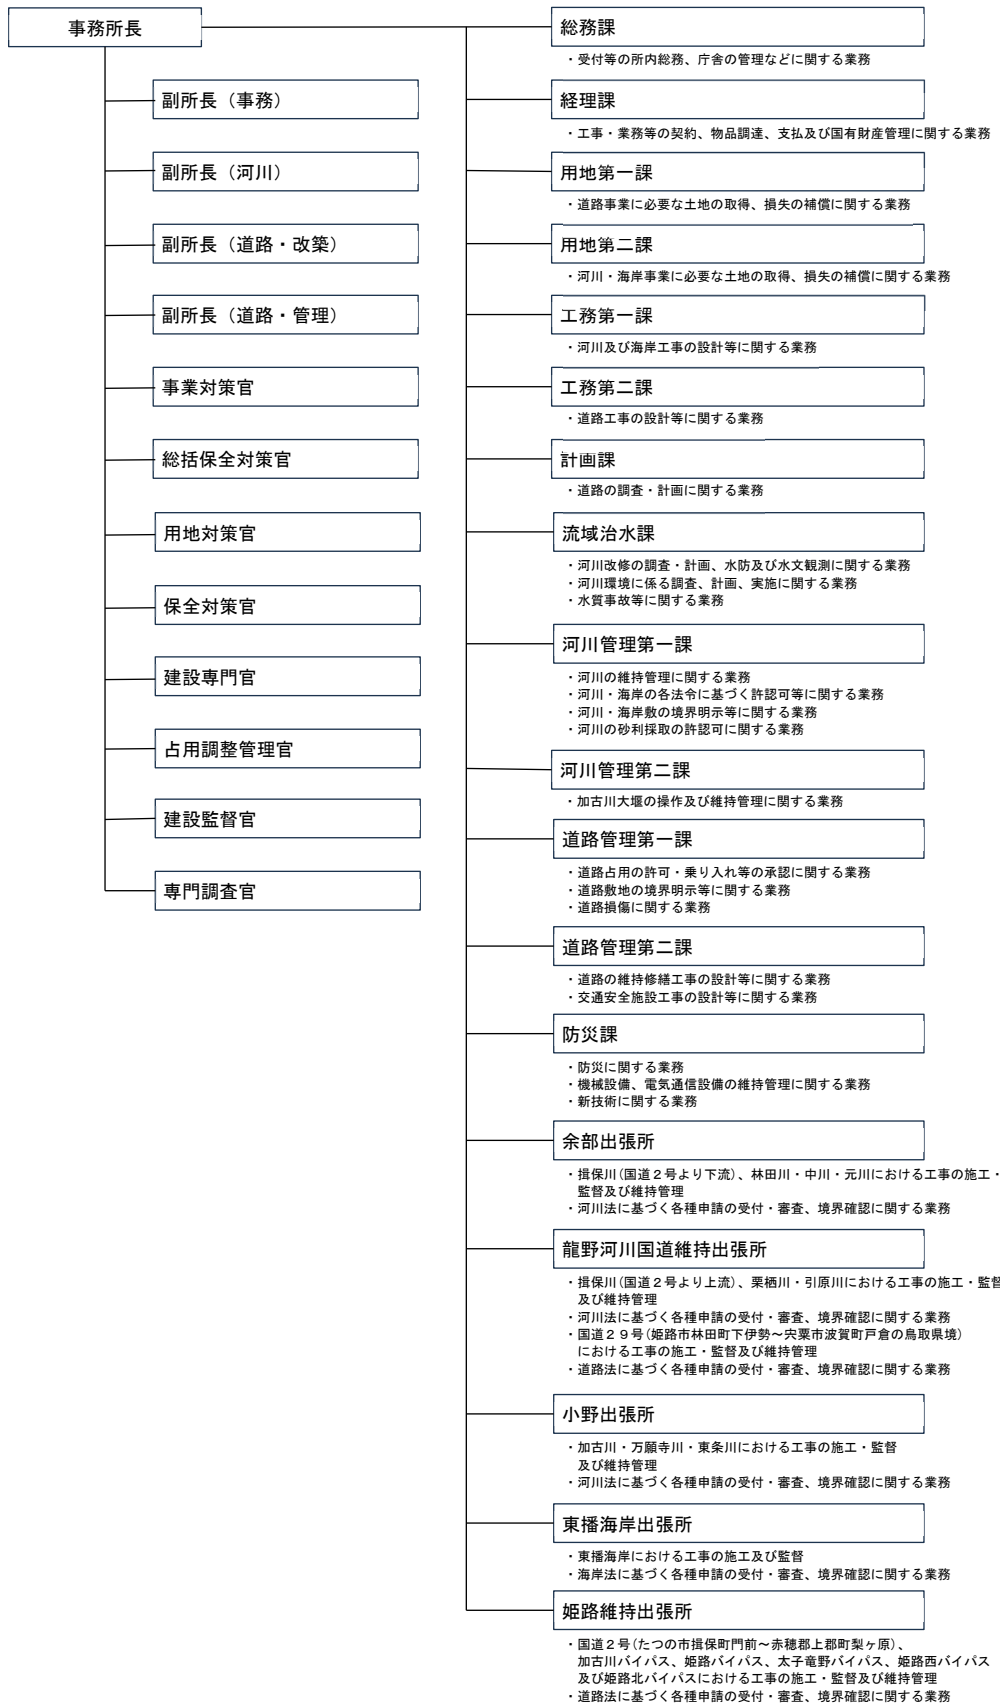 事務所長
副所長（事務）
副所長（河川）
副所長（道路・改築）
副所長（道路・管理）
事業対策官
総括保全対策官
用地対策官
保全対策官
建設専門官
占用調整管理官
建設監督官
専門調査官
総務課
・受付等の所内総務、庁舎の管理などに関する業務
経理課
・工事・業務等の契約、物品調達、支払及び国有財産管理に関する業務
用地第一課
・道路事業に必要な土地の取得、損失の補償に関する業務
用地第二課
・河川・海岸事業に必要な土地の取得、損失の補償に関する業務
工務第一課
・河川及び海岸工事の設計等に関する業務
工務第二課
・道路工事の設計等に関する業務
計画課
・道路の調査・計画に関する業務
流域治水課
・河川改修の調査・計画、水防及び水文観測に関する業務
・河川環境に係る調査、計画、実施に関する業務
・水質事故等に関する業務
河川管理第一課
・河川の維持管理に関する業務
・河川・海岸の各法令に基づく許認可等に関する業務
・河川・海岸敷の境界明示等に関する業務
・河川の砂利採取の許認可に関する業務
河川管理第二課
・加古川大堰の操作及び維持管理に関する業務
道路管理第一課
・道路占用の許可・乗り入れ等の承認に関する業務
・道路敷地の境界明示等に関する業務
・道路損傷に関する業務
道路管理第二課
・道路の維持修繕工事の設計等に関する業務
・交通安全施設工事の設計等に関する業務
防災課
・防災に関する業務
・機械設備、電気通信設備の維持管理に関する業務
・新技術に関する業務
余部出張所
・揖保川(国道２号より下流)、林田川・中川・元川における工事の施工・
監督及び維持管理
・河川法に基づく各種申請の受付・審査、境界確認に関する業務
龍野河川国道維持出張所
・揖保川(国道２号より上流)、栗栖川・引原川における工事の施工・監督
及び維持管理
・河川法に基づく各種申請の受付・審査、境界確認に関する業務
・国道２９号(姫路市林田町下伊勢～宍粟市波賀町戸倉の鳥取県境)
における工事の施工・監督及び維持管理
・道路法に基づく各種申請の受付・審査、境界確認に関する業務
小野出張所
・加古川・万願寺川・東条川における工事の施工・監督
及び維持管理
・河川法に基づく各種申請の受付・審査、境界確認に関する業務
東播海岸出張所
・東播海岸における工事の施工及び監督
・海岸法に基づく各種申請の受付・審査、境界確認に関する業務
姫路維持出張所
・国道２号(たつの市揖保町門前～赤穂郡上郡町梨ヶ原)、
加古川バイパス、姫路バイパス、太子竜野バイパス、姫路西バイパス
及び姫路北バイパスにおける工事の施工・監督及び維持管理
・道路法に基づく各種申請の受付・審査、境界確認に関する業務